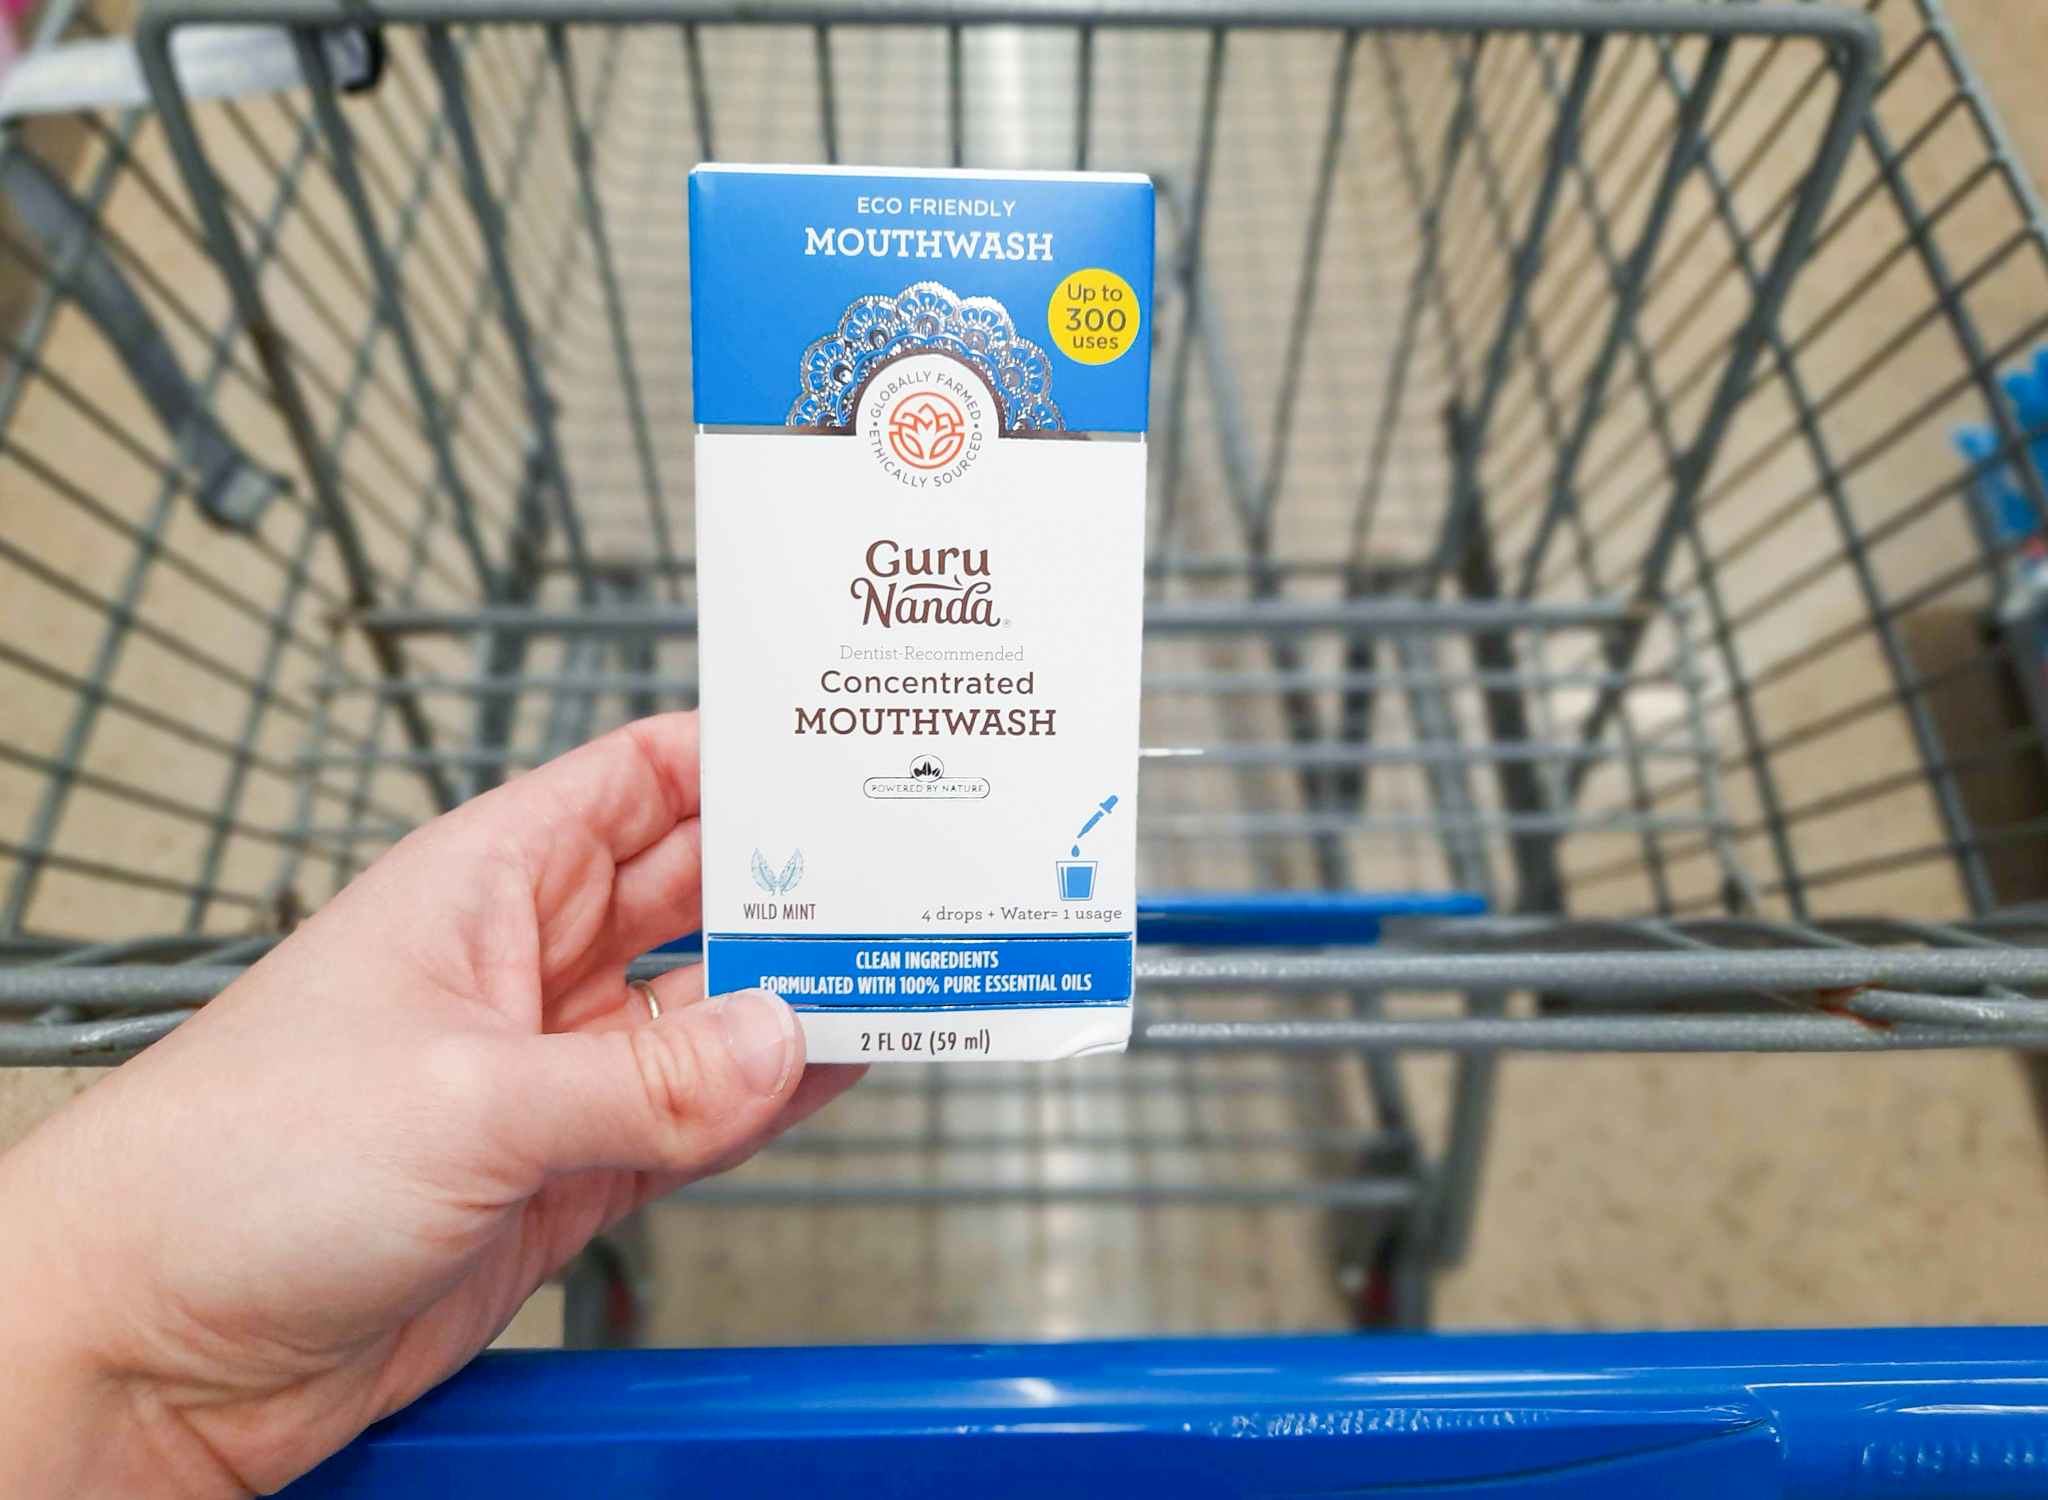 ECO FRIENDLY
MOUTHWASH
Up to
300
uses
GLOBALLY FARMED
ETHICALLY SOURCED
Guru
Nanda®
Dentist-Recommended
Concentrated
MOUTHWASH
POWERED BY NATURE
WILD MINT
4 drops + Water= 1 usage
CLEAN INGREDIENTS
FORMULATED WITH 100% PURE ESSENTIAL OILS
2 FL OZ (59 ml)